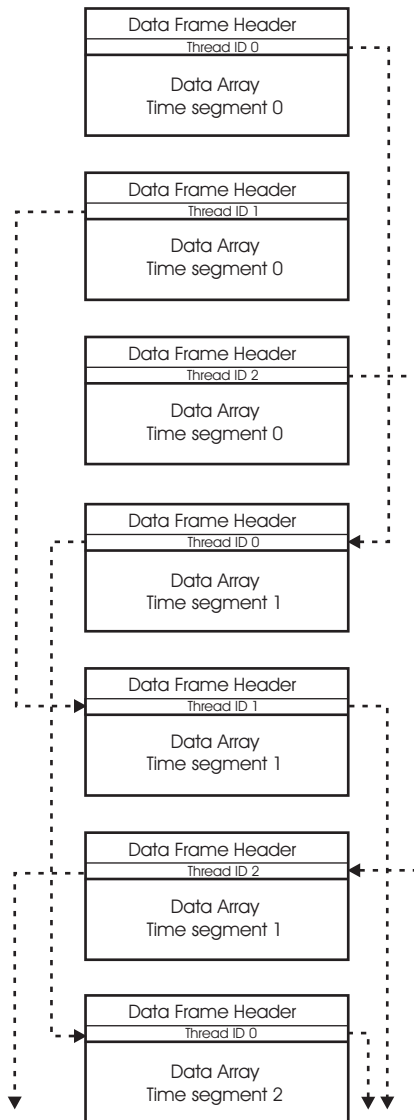 Data Frame Header
Thread ID 0
Data Array
Time segment 0
Data Frame Header
Thread ID 1
Data Array
Time segment 0
Data Frame Header
Thread ID 2
Data Array
Time segment 0
Data Frame Header
Thread ID 0
Data Array
Time segment 1
Data Frame Header
Thread ID 1
Data Array
Time segment 1
Data Frame Header
Thread ID 2
Data Array
Time segment 1
Data Frame Header
Thread ID 0
Data Array
Time segment 2